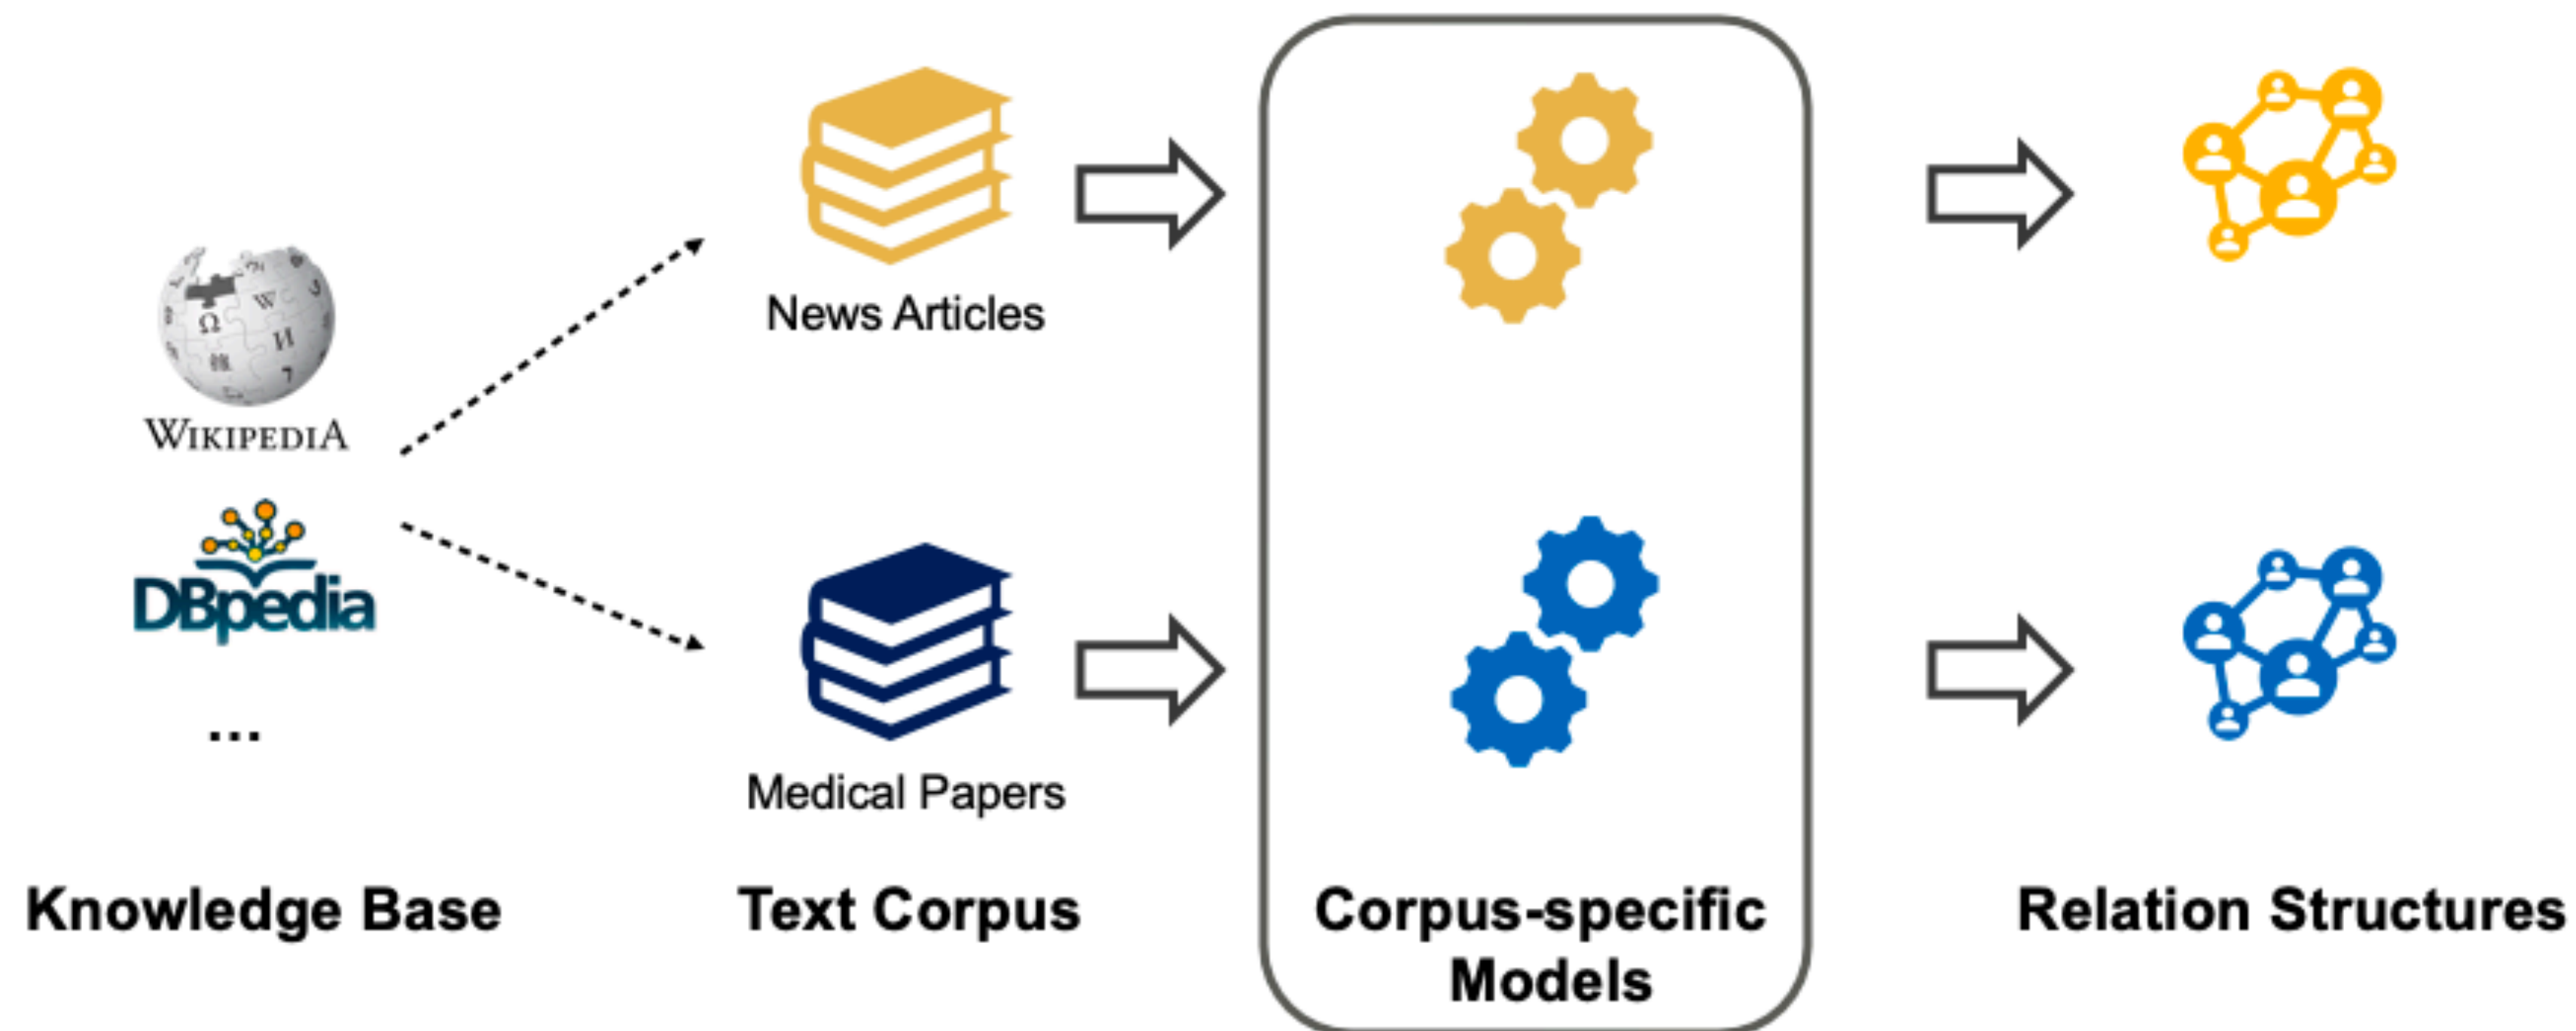 WIKIPEDIA
DBpedia
...
News Articles
Medical Papers
Knowledge Base
Text Corpus
Corpus-specific
Models
Relation Structures